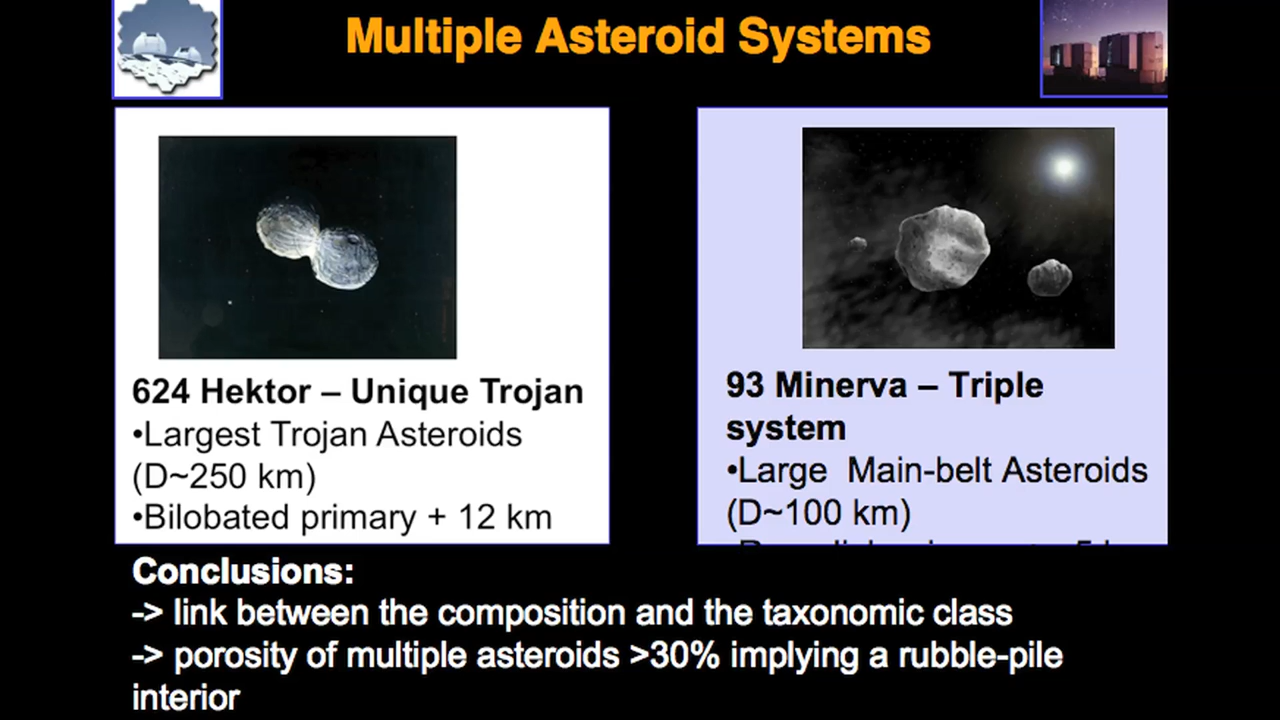 Multiple Asteroid Systems
624 Hektor – Unique Trojan
•Largest Trojan Asteroids
(D~250 km)
•Bilobated primary + 12 km
93 Minerva – Triple
system
•Large  Main-belt Asteroids
(D~100 km)
Conclusions:
-> link between the composition and the taxonomic class
-> porosity of multiple asteroids >30% implying a rubble-pile
interior